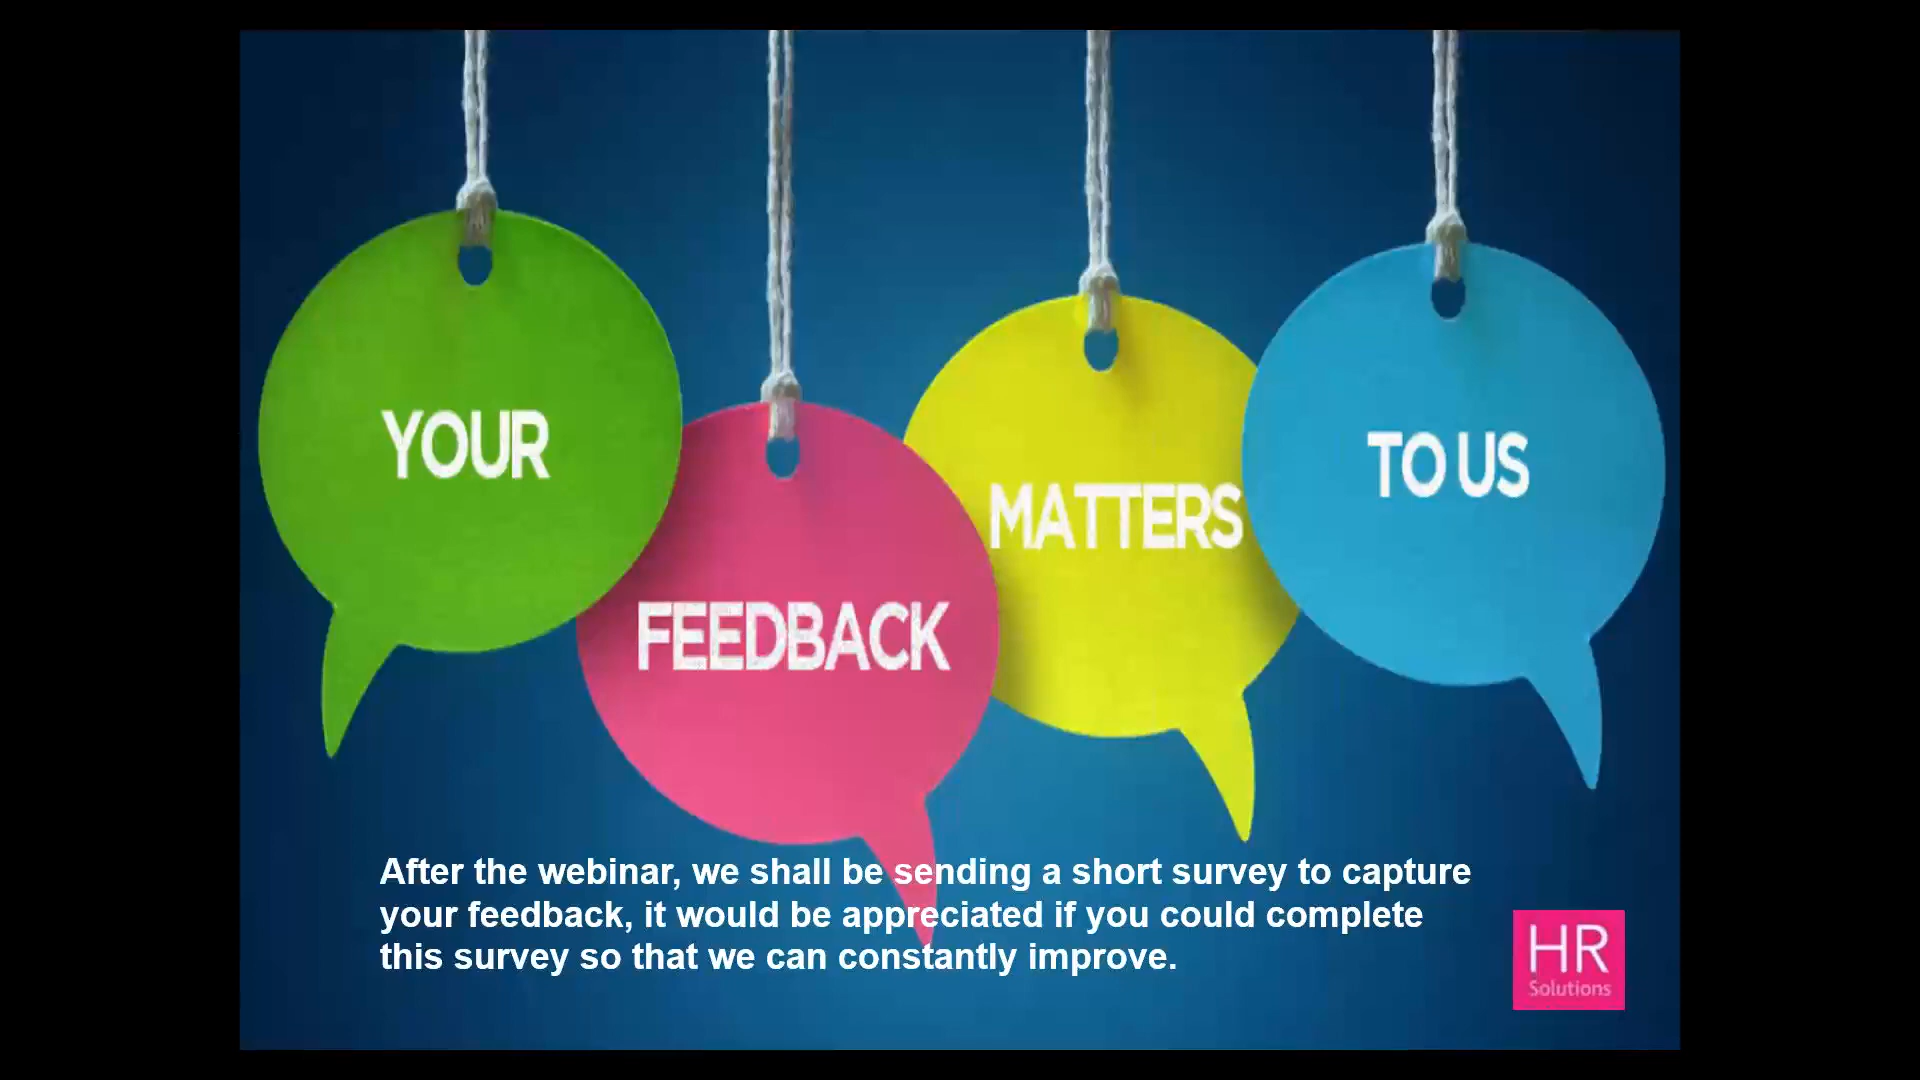 YOUR
FEEDBACK
MATTERS
TO US
After the webinar, we shall be sending a short survey to capture
your feedback, it would be appreciated if you could complete
this survey so that we can constantly improve.
HR
Solutions